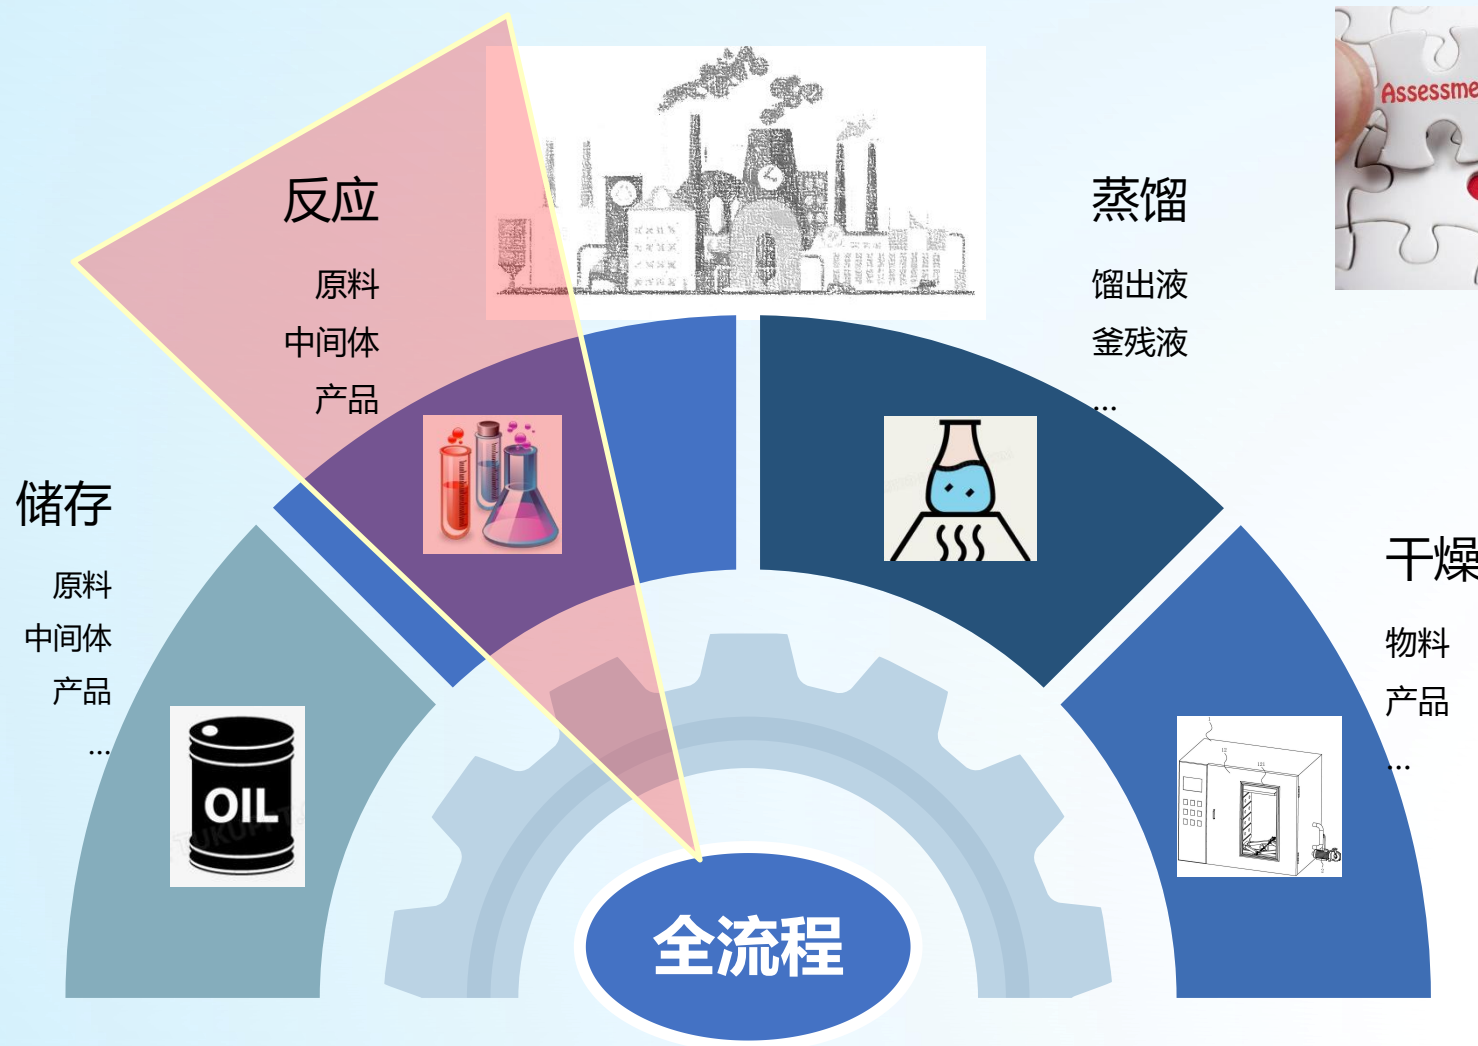 反应
原料
中间体
产品
蒸馏
馏出液
釜残液
...
储存
原料
中间体
产品
...
OIL
干燥
物料
产品
...
全流程